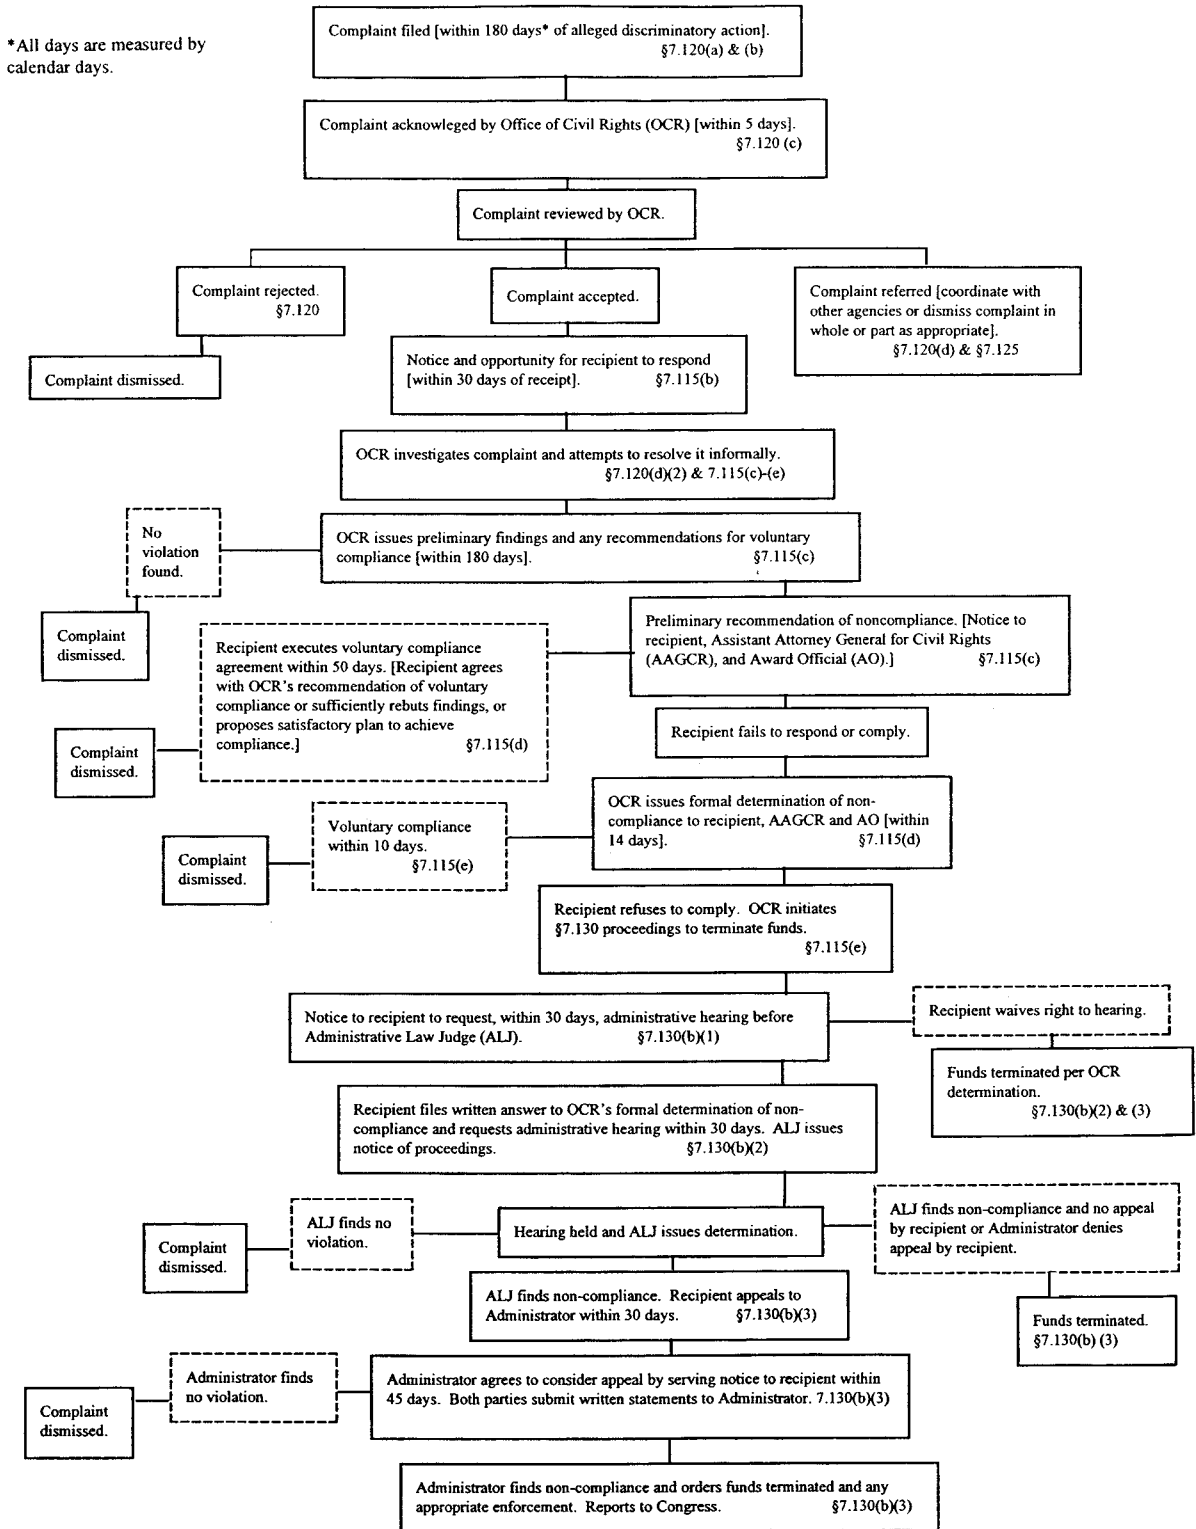 *All days are measured by
calendar days.
Complaint filed [within 180 days* of alleged discriminatory action].
§7.120(a) & (b)
Complaint acknowleged by Office of Civil Rights (OCR) [within 5 days].
§7.120 (c)
Complaint reviewed by OCR.
Complaint rejected.
§7.120
Complaint dismissed.
Complaint accepted.
Complaint referred [coordinate with
other agencies or dismiss complaint in
whole or part as appropriate].
§7.120(d) & §7.125
Notice and opportunity for recipient to respond
[within 30 days of receipt]. §7.115(b)
OCR investigates complaint and attempts to resolve it informally.
§7.120(d)(2) & 7.115(c)-(e)
No
violation
found.
OCR issues preliminary findings and any recommendations for voluntary
compliance [within 180 days]. §7.115(c)
Complaint
dismissed.
Preliminary recommendation of noncompliance. [Notice to
recipient, Assistant Attorney General for Civil Rights
(AAGCR), and Award Official (AO).] §7.115(c)
Recipient executes voluntary compliance
agreement within 50 days. [Recipient agrees
with OCR's recommendation of voluntary
compliance or sufficiently rebuts findings, or
proposes satisfactory plan to achieve
compliance.] §7.115(d)
Complaint
dismissed.
Recipient fails to respond or comply.
OCR issues formal determination of non-
compliance to recipient, AAGCR and AO [within
14 days]. §7.115(d)
Voluntary compliance
within 10 days.
§7.115(e)
Complaint
dismissed.
Recipient refuses to comply. OCR initiates
§7.130 proceedings to terminate funds.
§7.115(e)
Notice to recipient to request, within 30 days, administrative hearing before
Administrative Law Judge (ALJ). §7.130(b)(1)
Recipient waives right to hearing.
Funds terminated per OCR
determination.
§7.130(b)(2) & (3)
Recipient files written answer to OCR's formal determination of non-
compliance and requests administrative hearing within 30 days. ALJ issues
notice of proceedings. §7.130(b)(2)
ALJ finds no
violation.
Complaint
dismissed.
Hearing held and ALJ issues determination.
ALJ finds non-compliance and no appeal
by recipient or Administrator denies
appeal by recipient.
Funds terminated.
§7.130(b) (3)
ALJ finds non-compliance. Recipient appeals to
Administrator within 30 days. §7.130(b)(3)
Administrator finds
no violation.
Complaint
dismissed.
Administrator agrees to consider appeal by serving notice to recipient within
45 days. Both parties submit written statements to Administrator. 7.130(b)(3)
Administrator finds non-compliance and orders funds terminated and any
appropriate enforcement. Reports to Congress. §7.130(b)(3)